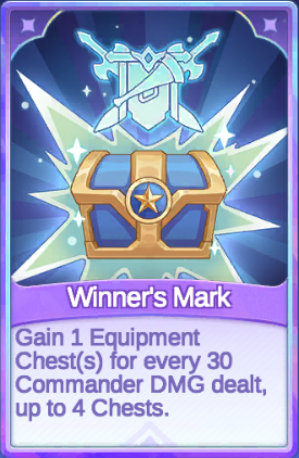 Winner's Mark
Gain 1 Equipment
Chest(s) for every 30
Commander DMG dealt,
up to 4 Chests.